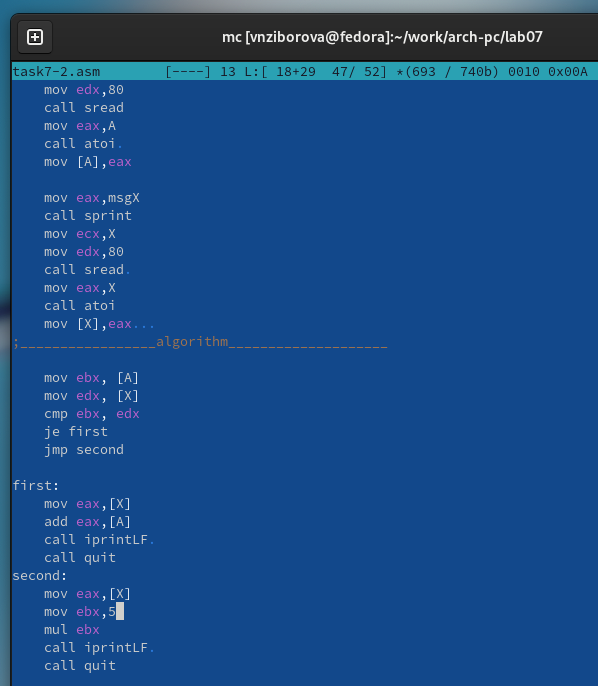 mc [vnziborova@fedora]:~/work/arch-pc/lab07
task7-2.asm [----] 13 L:[ 18+29 47/ 52] *(693 / 740b) 0010 0x00A
mov edx,80
call sread
mov eax,A
call atoi.
mov [A],eax
mov eax,msgX
call sprint
mov ecx,X
mov edx,80
call sread.
mov eax,X
call atoi
mov [X],eax...
;_________________algorithm____________________
mov ebx, [A]
mov edx, [X]
cmp ebx, edx
je first
jmp second
first:
mov eax,[X]
add eax,[A]
call iprintLF.
call quit
second:
mov eax,[X]
mov ebx,5
mul ebx
call iprintLF.
call quit